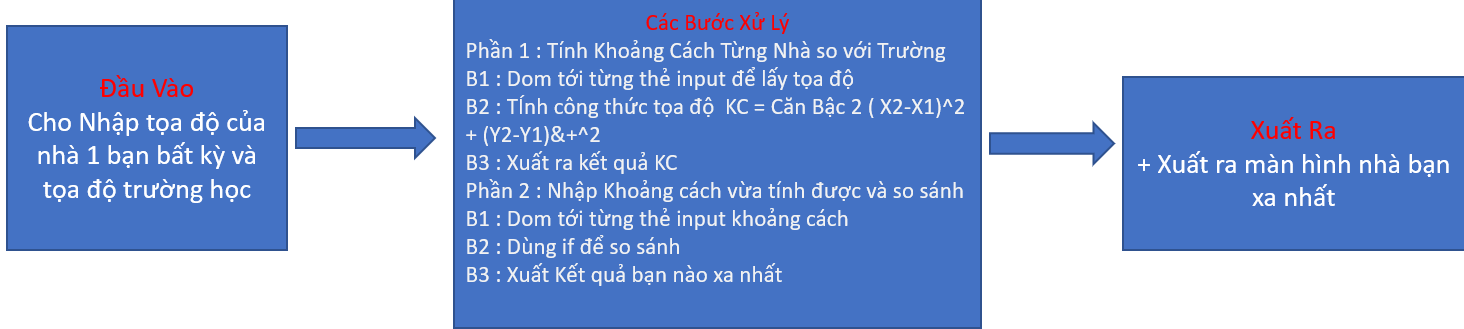 Đầu Vào
Cho Nhập tọa độ của
nhà 1 bạn bất kỳ và
tọa độ trường học
Các Bước Xử Lý
Phần 1 : Tính Khoảng Cách Từng Nhà so với Trường
B1 : Dom tới từng thẻ input để lấy tọa độ
B2 : TÍnh công thức tọa độ KC = Căn Bậc 2 ( X2-X1)^2
+ (Y2-Y1)&+^2
B3 : Xuất ra kết quả KC
Phần 2 : Nhập Khoảng cách vừa tính được và so sánh
B1 : Dom tới từng thẻ input khoảng cách
B2 : Dùng if để so sánh
B3 : Xuất Kết quả bạn nào xa nhất
Xuất Ra
+ Xuất ra màn hình nhà bạn
xa nhất